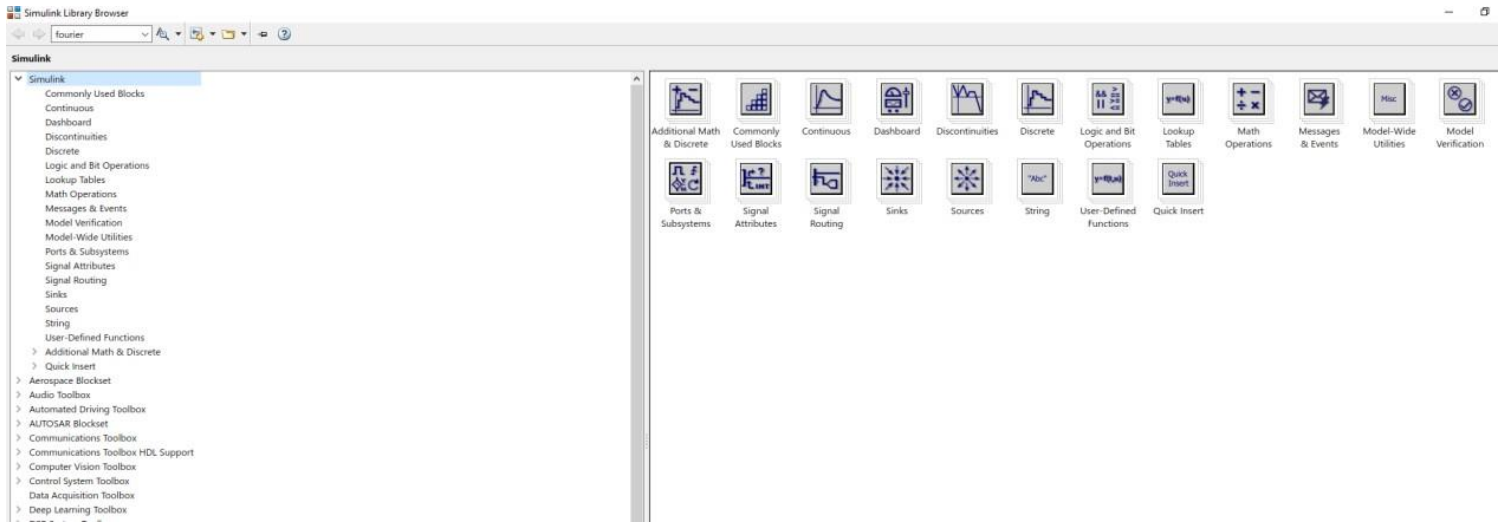 Simulink Library Browser
fourier
Simulink
Simulink
Commonly Used Blocks
Continuous
Dashboard
Discontinuities
Discrete
Logic and Bit Operations
Lookup Tables
Math Operations
Messages & Events
Model Verification
Model-Wide Utilities
Ports & Subsystems
Signal Attributes
Signal Routing
Sinks
Sources
String
User-Defined Functions
Additional Math & Discrete
Quick Insert
Aerospace Blockset
Audio Toolbox
Automated Driving Toolbox
AUTOSAR Blockset
Communications Toolbox
Communications Toolbox HDL Support
Computer Vision Toolbox
Control System Toolbox
Data Acquisition Toolbox
Deep Learning Toolbox
y=f(u)
Misc
Additional Math Commonly Continuous Dashboard Discontinuities Discrete Logic and Bit Lookup Math Messages Model-Wide Model
& Discrete Used Blocks Operations Tables Operations & Events Utilities Verification
? INT "Abc" y=f(u) Quick
Insert
Ports & Signal Signal Sinks Sources String User-Defined Quick Insert
Subsystems Attributes Routing Functions